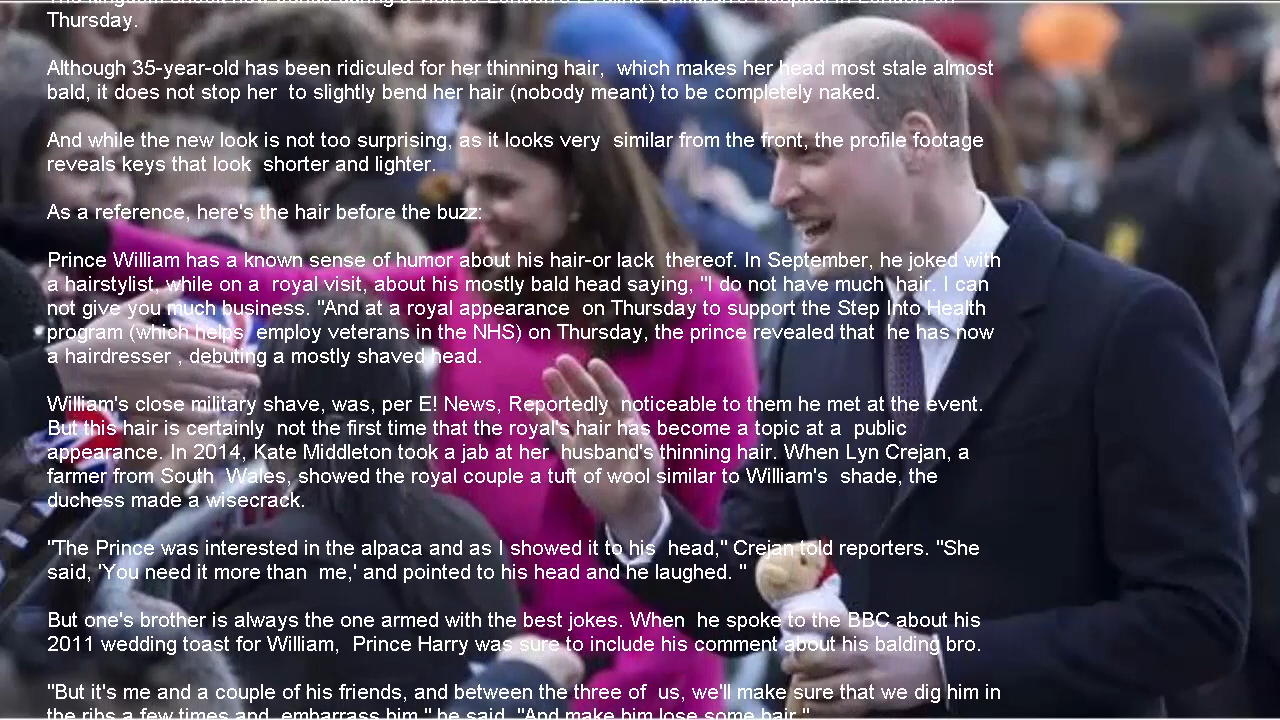 Thursday.
Although 35-year-old has been ridiculed for her thinning hair, which makes her head most stale almost
bald, it does not stop her to slightly bend her hair (nobody meant) to be completely naked.
And while the new look is not too surprising, as it looks very similar from the front, the profile footage
reveals keys that look shorter and lighter.
As a reference, here's the hair before the buzz:
Prince William has a known sense of humor about his hair-or lack thereof. In September, he joked with
a hairstylist, while on a royal visit, about his mostly bald head saying, "I do not have much hair. I can
not give you much business. "And at a royal appearance on Thursday to support the Step Into Health
program (which helps employ veterans in the NHS) on Thursday, the prince revealed that he has now
a hairdresser , debuting a mostly shaved head.
William's close military shave, was, per E! News, Reportedly noticeable to them he met at the event.
But this hair is certainly not the first time that the royal's hair has become a topic at a public
appearance. In 2014, Kate Middleton took a jab at her husband's thinning hair. When Lyn Crejan, a
farmer from South Wales, showed the royal couple a tuft of wool similar to William's shade, the
duchess made a wisecrack.
"The Prince was interested in the alpaca and as I showed it to his head," Crejan told reporters. "She
said, 'You need it more than me,' and pointed to his head and he laughed. "
But one's brother is always the one armed with the best jokes. When he spoke to the BBC about his
2011 wedding toast for William, Prince Harry was sure to include his comment about his balding bro.
"But it's me and a couple of his friends, and between the three of us, we'll make sure that we dig him in
the ribs a few times and embarrass him," he said. "And make him lose some hair."